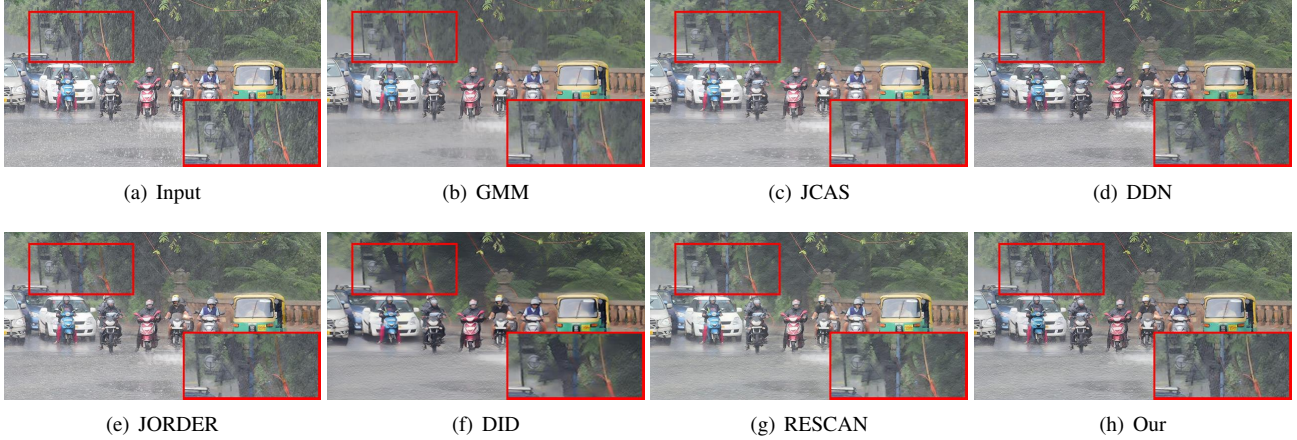 (a) Input
(b) GMM
(c) JCAS
(d) DDN
(e) JORDER
(f) DID
(g) RESCAN
(h) Our